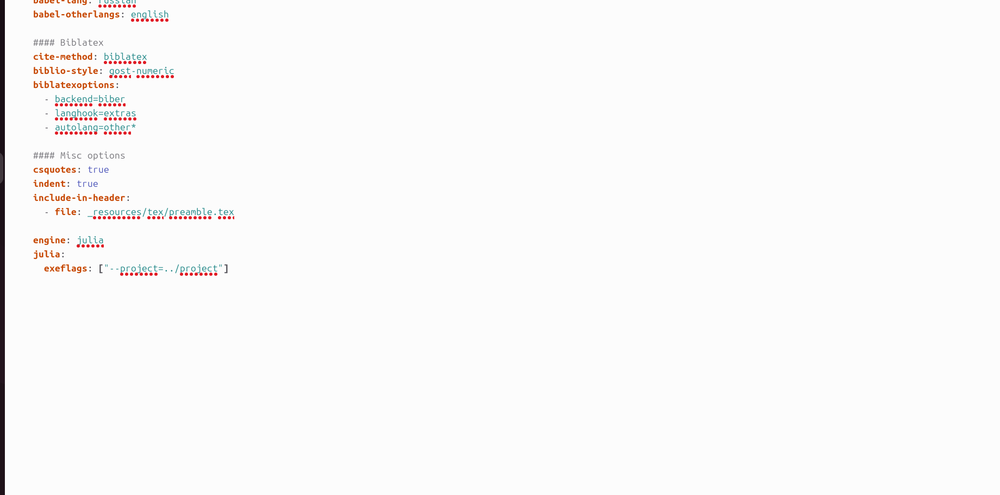 babel-lang: russian
babel-otherlangs: english
#### Biblatex
cite-method: biblatex
biblio-style: gost-numeric
biblatexoptions:
- backend=biber
- langhook=extras
- autolang=other*
#### Misc options
csquotes: true
indent: true
include-in-header:
- file: _resources/tex/preamble.tex
engine: julia
julia:
exeflags: ["--project=../project"]